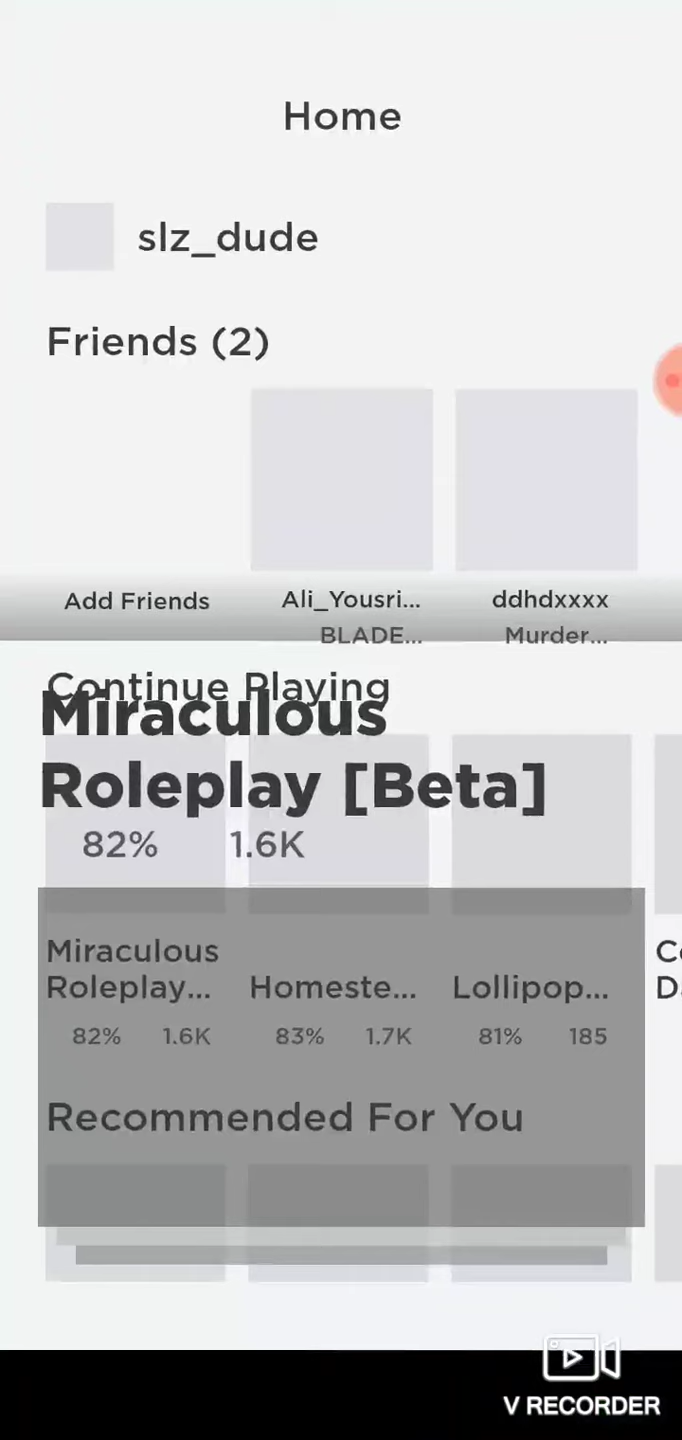 Home
slz_dude
Friends (2)
Add Friends
Ali_Yousri...
ddhdxxxx
BLADE...
Murder...
Continue Playing
Miraculous
Roleplay [Beta]
82%
1.6K
Miraculous
Roleplay...
Homeste...
Lollipop...
82%
1.6K
83%
1.7K
81%
185
Recommended For You
V RECORDER